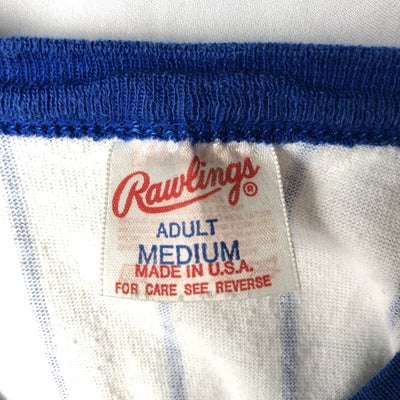 Rawlings®
ADULT
MEDIUM
MADE IN U.S.A.
FOR CARE SEE REVERSE